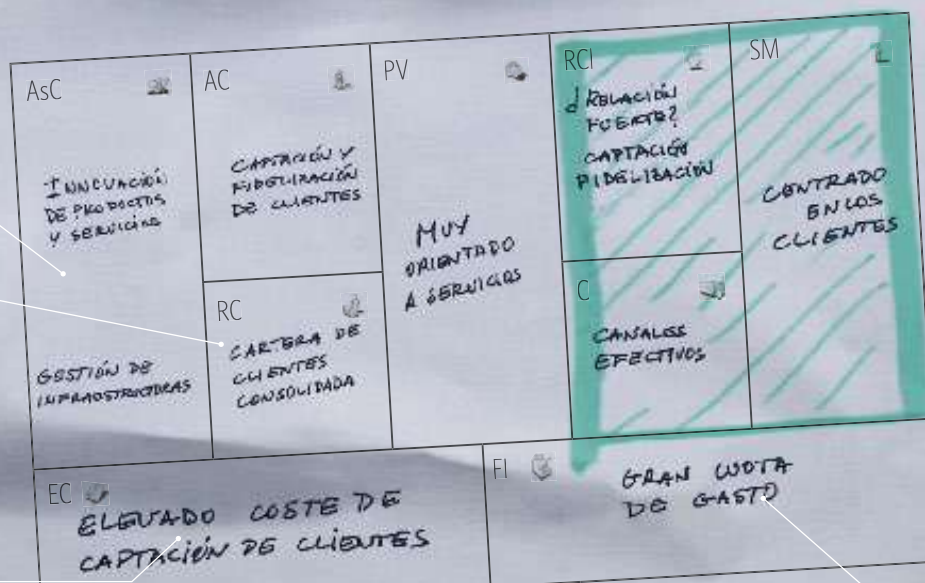 AsC
INNOVACIÓN
DE PRODUCTOS
Y SERVICIOS
GESTIÓN DE
INFRAESTRUCTURAS
AC
CAPTACIÓN Y
FIDELIZACIÓN
DE CLIENTES
RC
CARTERA DE
CLIENTES
CONSOLIDADA
PV
MUY
ORIENTADO
A SERVICIOS
RCl
¿RELACIÓN
FUERTE?
CAPTACIÓN
FIDELIZACIÓN
C
CANALES
EFECTIVOS
SM
CENTRADO
EN LOS
CLIENTES
EC
ELEVADO COSTE DE
CAPTACIÓN DE CLIENTES
FI
GRAN CUOTA
DE GASTO